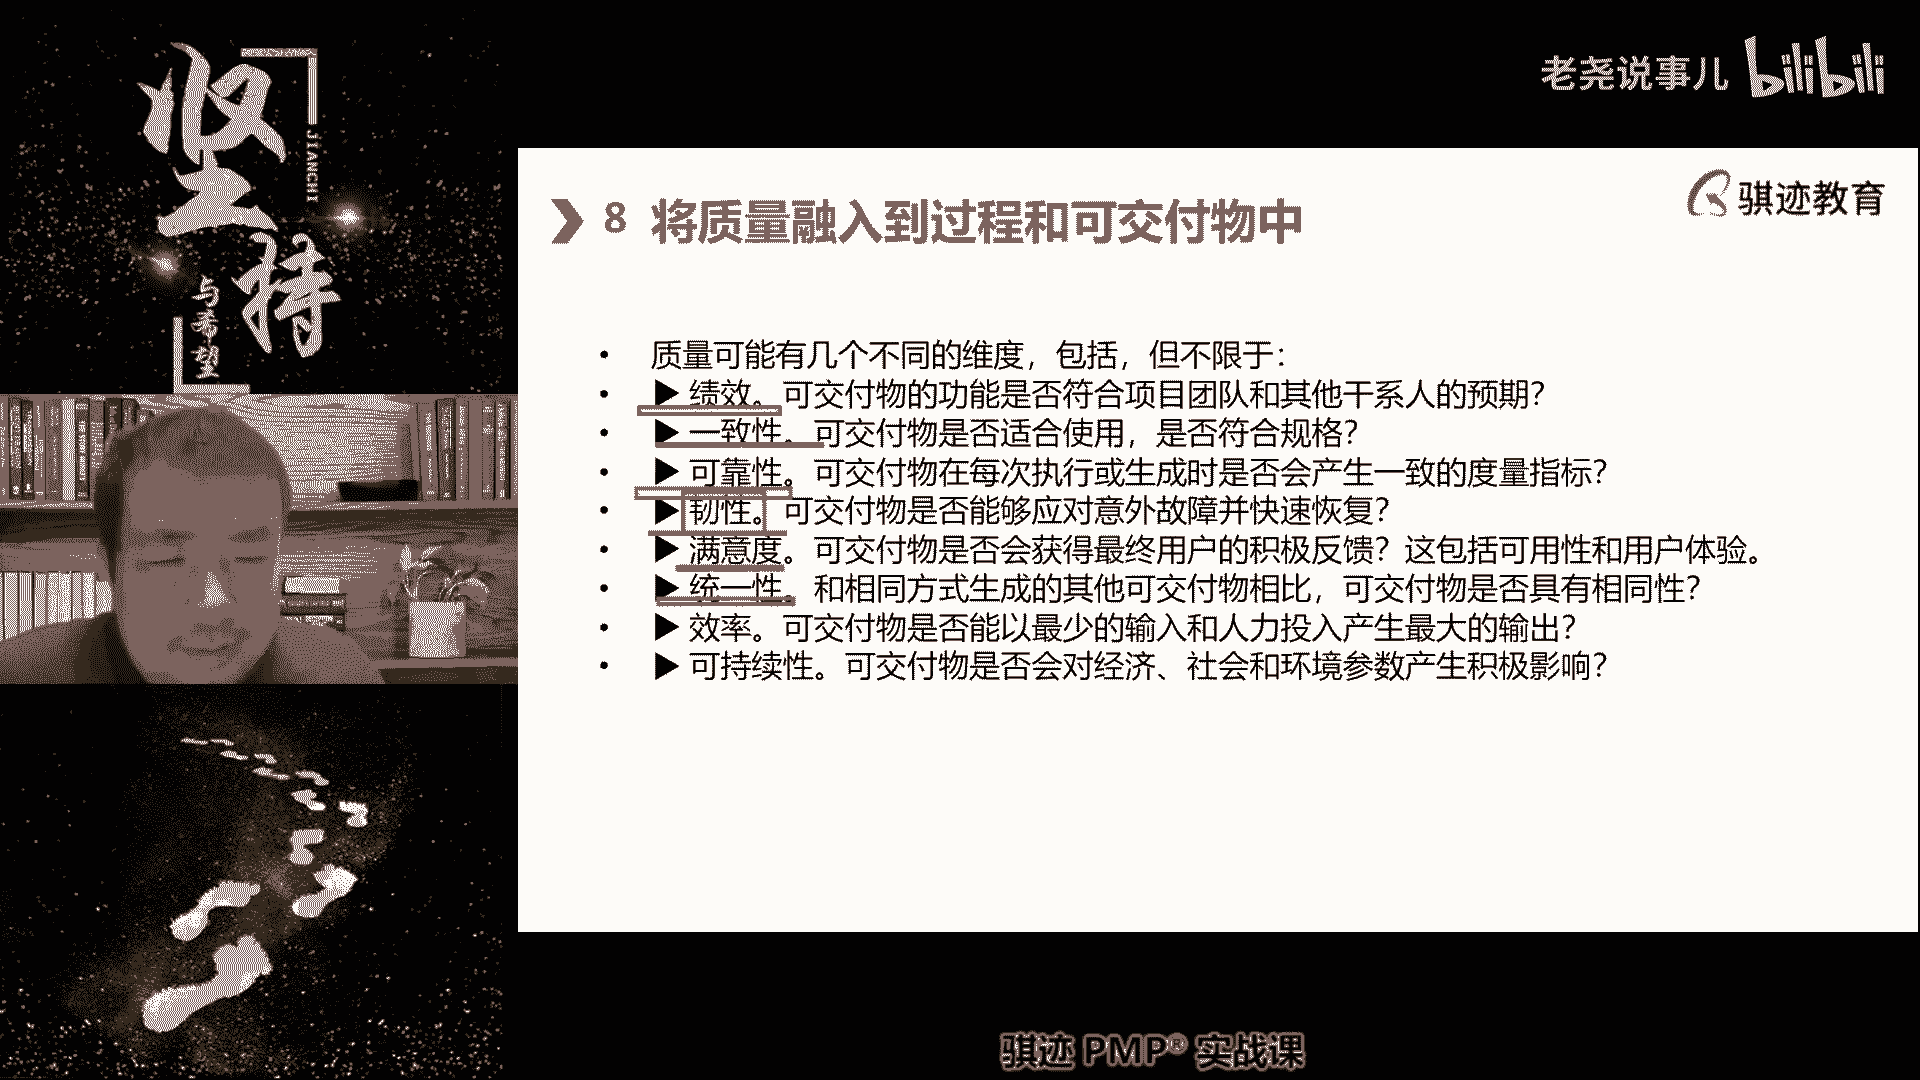 坚持
JIANCHI
与希望
老尧说事儿 bilibili
骐迹教育
8 将质量融入到过程和可交付物中
• 质量可能有几个不同的维度，包括，但不限于：
• ▶ 绩效。可交付物的功能是否符合项目团队和其他干系人的预期？
• ▶ 一致性。可交付物是否适合使用，是否符合规格？
• ▶ 可靠性。可交付物在每次执行或生成时是否会产生一致的度量指标？
• ▶ 韧性。可交付物是否能够应对意外故障并快速恢复？
• ▶ 满意度。可交付物是否会获得最终用户的积极反馈？这包括可用性和用户体验。
• ▶ 统一性。和相同方式生成的其他可交付物相比，可交付物是否具有相同性？
• ▶ 效率。可交付物是否能以最少的输入和人力投入产生最大的输出？
• ▶ 可持续性。可交付物是否会对经济、社会和环境参数产生积极影响？
骐迹 PMP® 实战课